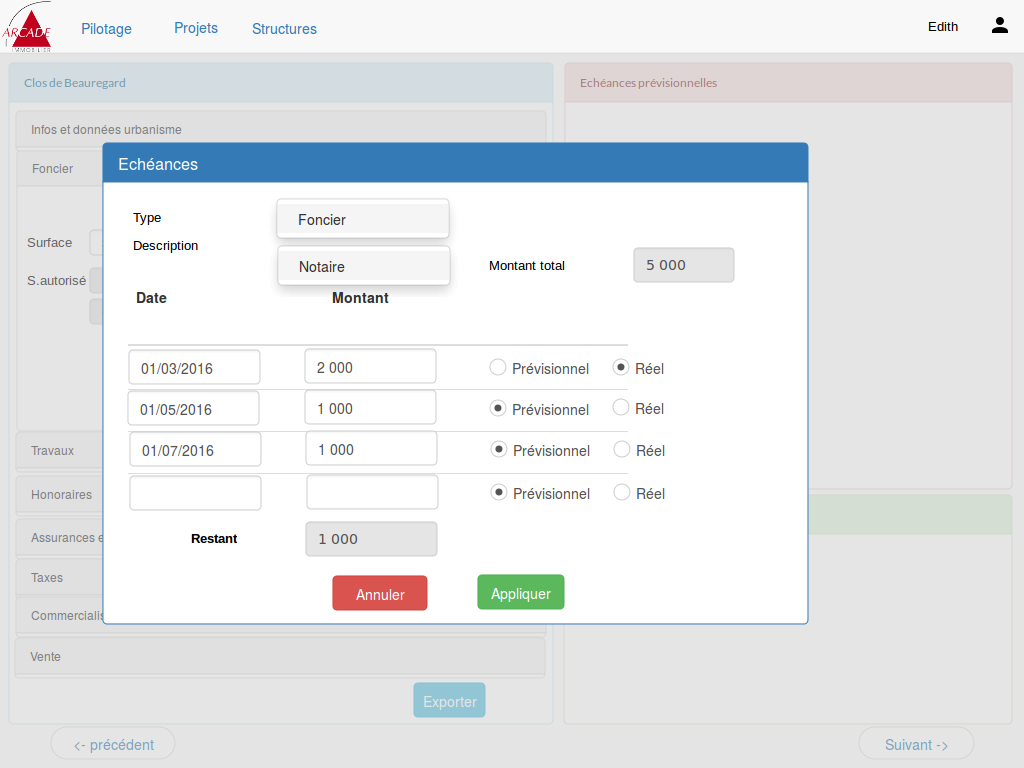 ARCADE
IMMOBILIER
Pilotage Projets Structures Edith
Clos de Beauregard Echéances prévisionnelles
Infos et données urbanisme
Echéances
Foncier
Type Foncier
Surface
Description
Notaire Montant total 5 000
S.autorisé
Date Montant
01/03/2016 2 000 Prévisionnel Réel
01/05/2016 1 000 Prévisionnel Réel
Travaux 01/07/2016 1 000 Prévisionnel Réel
Honoraires Prévisionnel Réel
Assurances e Restant 1 000
Taxes
Annuler Appliquer
Commercialis
Vente
Exporter
<- précédent Suivant ->